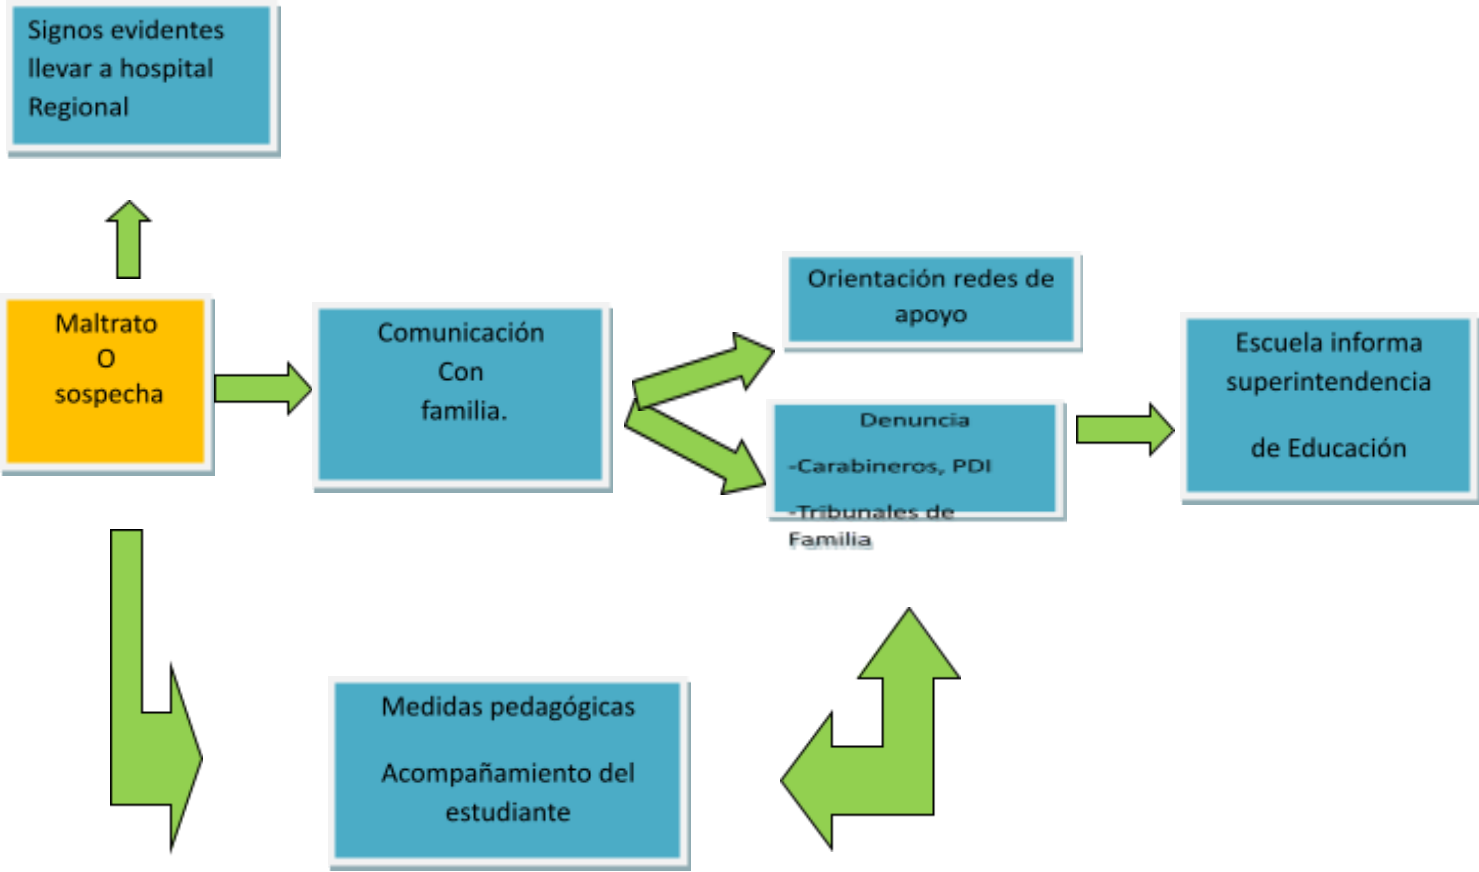 Signos evidentes
llevar a hospital
Regional
Maltrato
O
sospecha
Comunicación
Con
familia.
Orientación redes de
apoyo
Denuncia
-Carabineros, PDI
-Tribunales de
Familia
Escuela informa
superintendencia
de Educación
Medidas pedagógicas
Acompañamiento del
estudiante